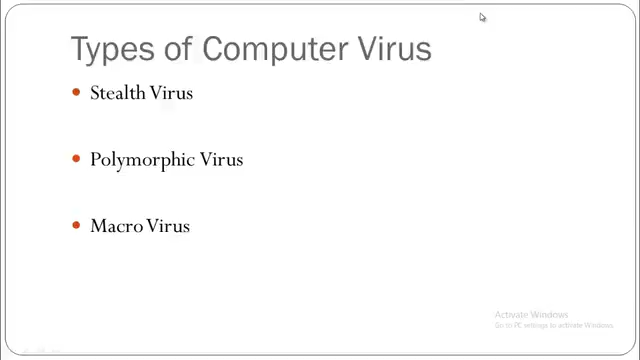 Types of Computer Virus
Stealth Virus
Polymorphic Virus
Macro Virus
Activate Windows
Go to PC settings to activate Windows.